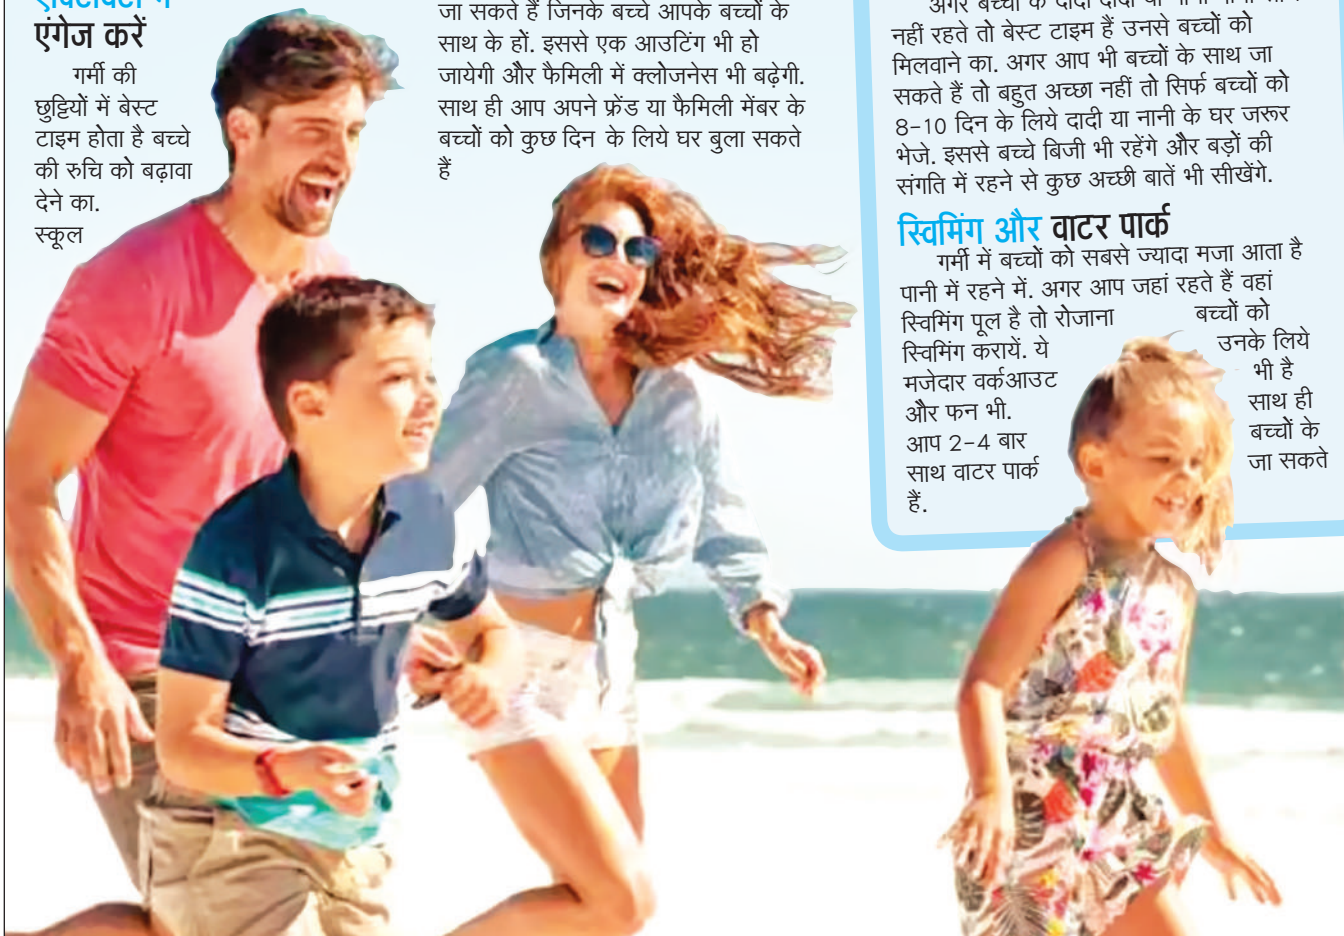 एंगेज करें
गर्मी की
छुट्टियों में बेस्ट
टाइम होता है बच्चे
की रुचि को बढ़ावा
देने का.
स्कूल
जा सकते हैं जिनके बच्चे आपके बच्चों के
साथ के हों. इससे एक आउटिंग भी हो
जायेगी और फैमिली में क्लोजनेस भी बढ़ेगी.
साथ ही आप अपने फ्रेंड या फैमिली मेंबर के
बच्चों को कुछ दिन के लिये घर बुला सकते
हैं
अगर बच्चों के दादी दादा या नाना नानी
नहीं रहते तो बेस्ट टाइम हैं उनसे बच्चों को
मिलवाने का. अगर आप भी बच्चों के साथ जा
सकते हैं तो बहुत अच्छा नहीं तो सिर्फ बच्चों को
8-10 दिन के लिये दादी या नानी के घर जरूर
भेजे. इससे बच्चे बिजी भी रहेंगे और बड़ों की
संगति में रहने से कुछ अच्छी बातें भी सीखेंगे.
स्विमिंग और वाटर पार्क
गर्मी में बच्चों को सबसे ज्यादा मजा आता है
पानी में रहने में. अगर आप जहां रहते हैं वहां
स्विमिंग पूल है तो रोजाना बच्चों को
स्विमिंग करायें. ये उनके लिये
मजेदार वर्कआउट भी है
और फन भी. साथ ही
आप 2-4 बार बच्चों के
साथ वाटर पार्क जा सकते
हैं.